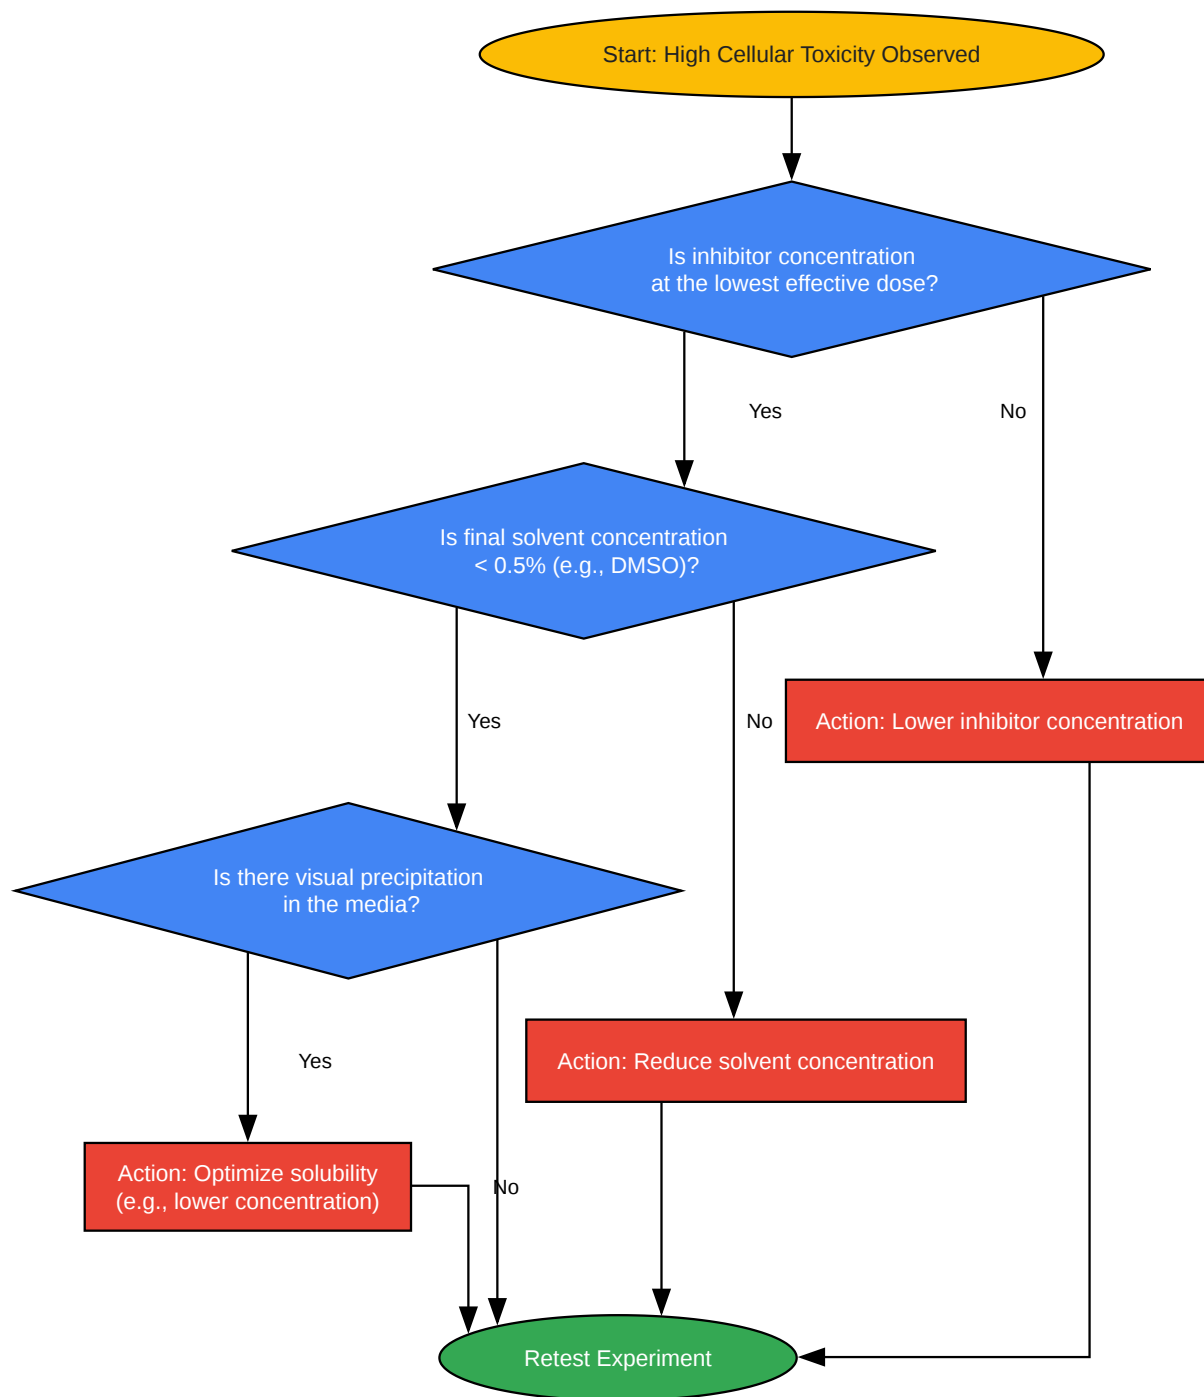 Start: High Cellular Toxicity Observed
Is inhibitor concentration
at the lowest effective dose?
Yes
No
Is final solvent concentration
< 0.5% (e.g., DMSO)?
Yes
No
Action: Lower inhibitor concentration
Is there visual precipitation
in the media?
Yes
Action: Reduce solvent concentration
Action: Optimize solubility
(e.g., lower concentration)
No
Retest Experiment